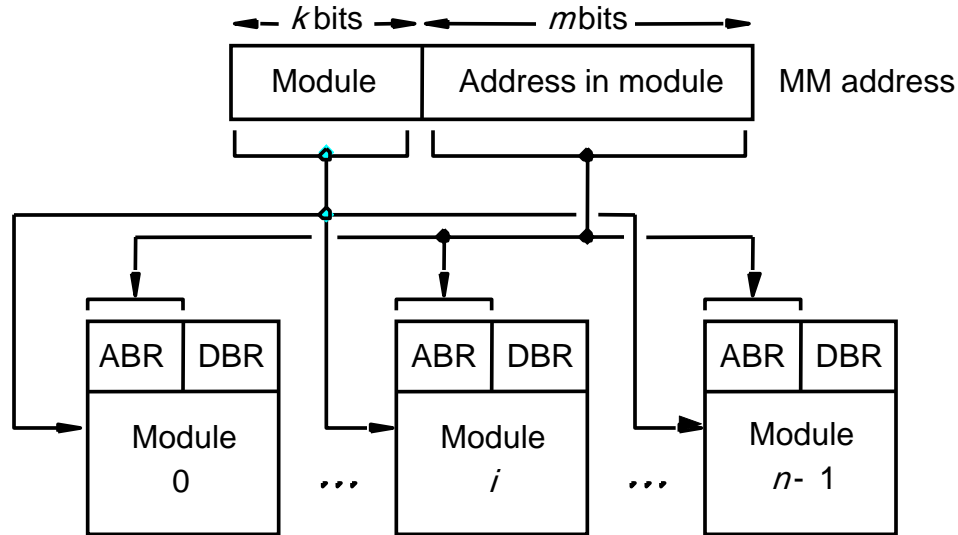 k bits m bits
Module Address in module MM address
ABR DBR ABR DBR ABR DBR
Module Module Module
0 ... i ... n- 1